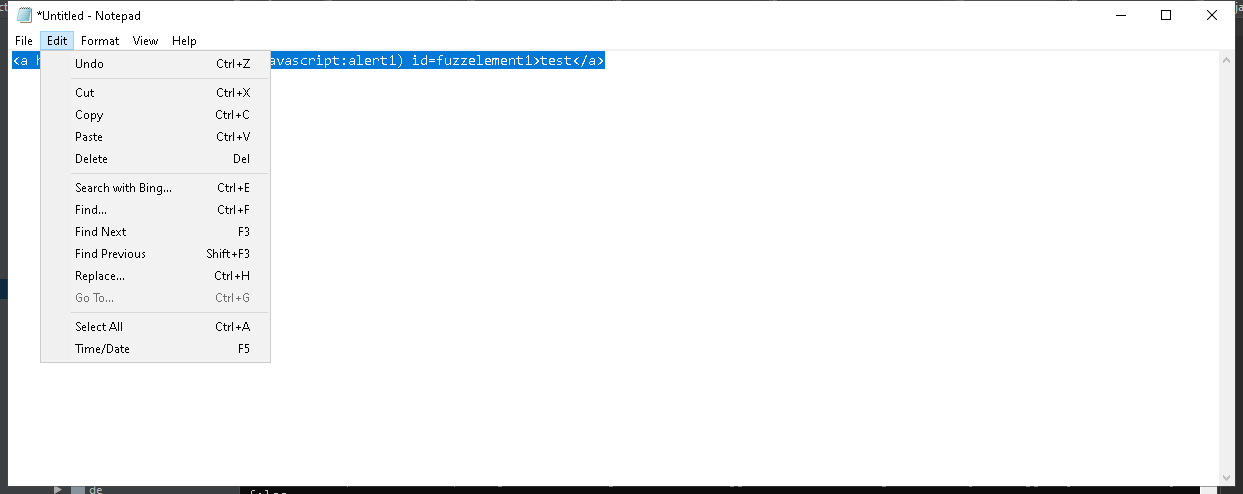 *Untitled - Notepad
File Edit Format View Help
<a h avascript:alert1) id=fuzzelement1>test</a>
Undo Ctrl+Z
Cut Ctrl+X
Copy Ctrl+C
Paste Ctrl+V
Delete Del
Search with Bing... Ctrl+E
Find... Ctrl+F
Find Next F3
Find Previous Shift+F3
Replace... Ctrl+H
Go To... Ctrl+G
Select All Ctrl+A
Time/Date F5
de